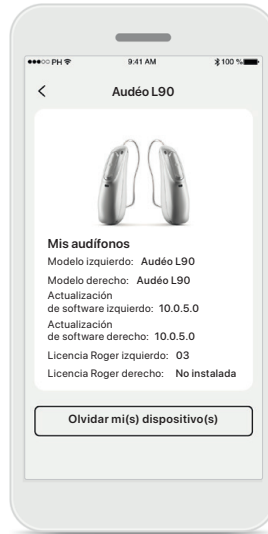 PH 9:41 AM 100 %
Audéo L90
Mis audífonos
Modelo izquierdo: Audéo L90
Modelo derecho: Audéo L90
Actualización
de software izquierdo: 10.0.5.0
Actualización
de software derecho: 10.0.5.0
Licencia Roger izquierdo: 03
Licencia Roger derecho: No instalada
Olvidar mi(s) dispositivo(s)